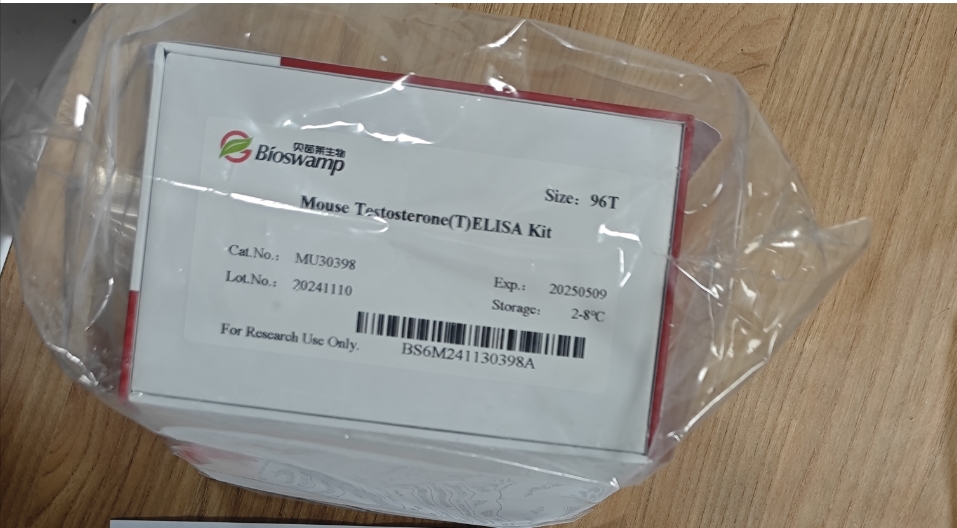 贝茵莱生物
Bioswamp
Size: 96T
Mouse Testosterone(T)ELISA Kit
Cat.No.: MU30398
Lot.No.: 20241110
Exp.: 20250509
Storage: 2-8℃
For Research Use Only.
BS6M241130398A